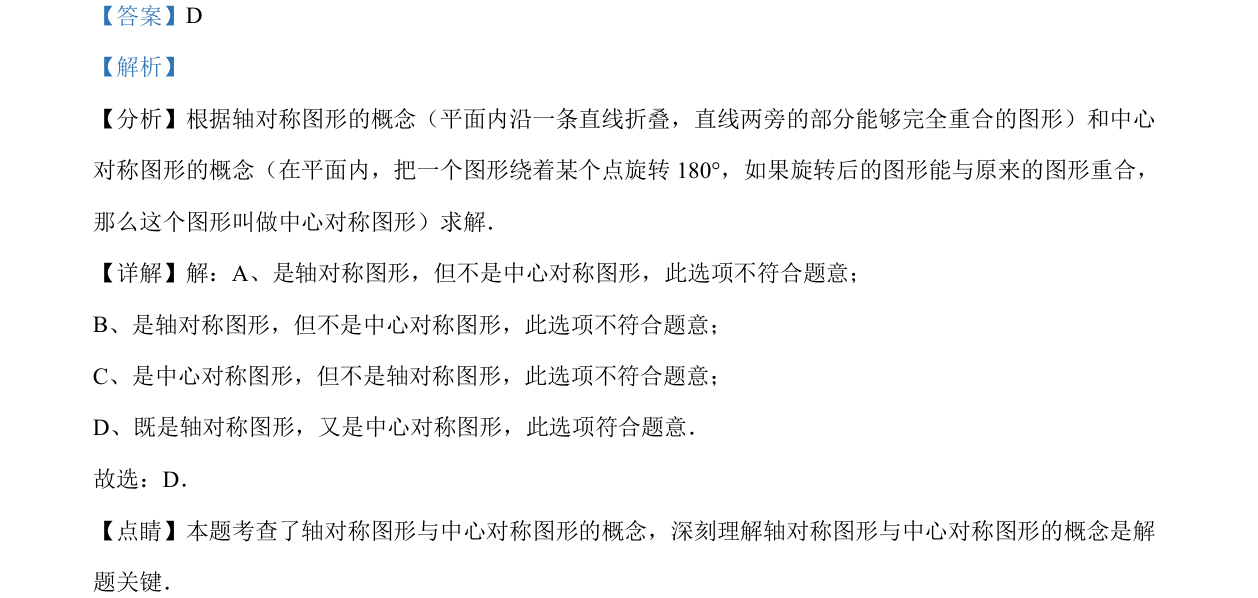 【答案】D
【解析】
【分析】根据轴对称图形的概念（平面内沿一条直线折叠，直线两旁的部分能够完全重合的图形）和中心
对称图形的概念（在平面内，把一个图形绕着某个点旋转 180°，如果旋转后的图形能与原来的图形重合，
那么这个图形叫做中心对称图形）求解．
【详解】解：A、是轴对称图形，但不是中心对称图形，此选项不符合题意；
B、是轴对称图形，但不是中心对称图形，此选项不符合题意；
C、是中心对称图形，但不是轴对称图形，此选项不符合题意；
D、既是轴对称图形，又是中心对称图形，此选项符合题意．
故选：D．
【点睛】本题考查了轴对称图形与中心对称图形的概念，深刻理解轴对称图形与中心对称图形的概念是解
题关键．